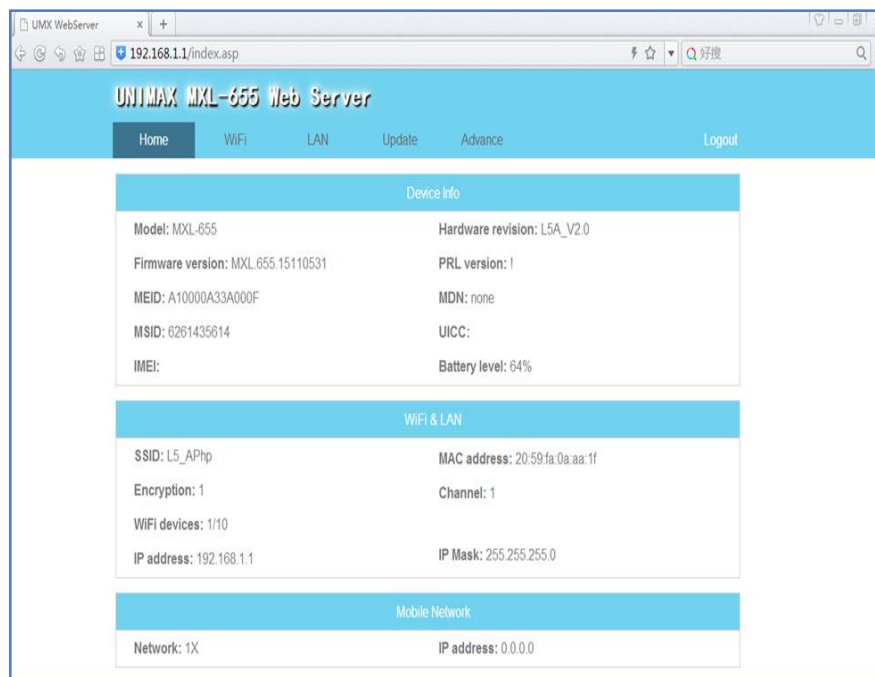 UMX WebServer
192.168.1.1/index.asp
好搜
UNIMAX MXL-655 Web Server
Home WiFi LAN Update Advance Logout
Device Info
Model: MXL-655 Hardware revision: L5A_V2.0
Firmware version: MXL.655.15110531 PRL version: !
MEID: A10000A33A000F MDN: none
MSID: 6261435614 UICC:
IMEI: Battery level: 64%
WiFi & LAN
SSID: L5_APhp MAC address: 20:59:fa:0a:aa:1f
Encryption: 1 Channel: 1
WiFi devices: 1/10
IP address: 192.168.1.1 IP Mask: 255.255.255.0
Mobile Network
Network: 1X IP address: 0.0.0.0